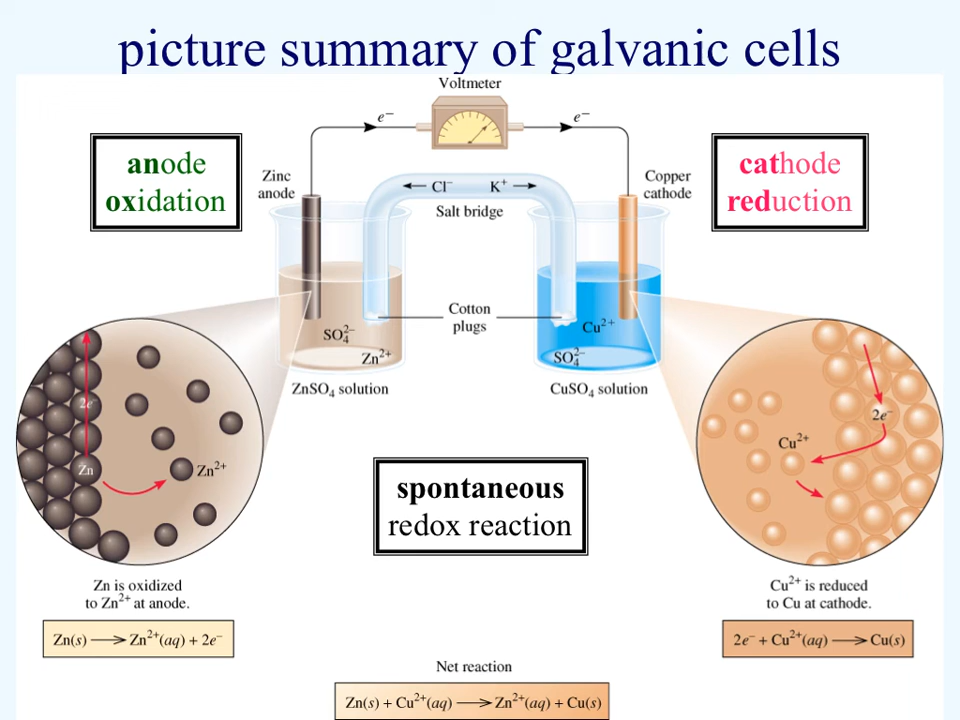 picture summary of galvanic cells
Voltmeter
e⁻
e⁻
anode
oxidation
cathode
reduction
Zinc
anode
Cl⁻
K⁺
Salt bridge
Copper
cathode
Cotton
plugs
SO₄²⁻
Zn²⁺
Cu²⁺
SO₄²⁻
ZnSO₄ solution
CuSO₄ solution
2e⁻
Zn
Zn²⁺
2e⁻
Cu²⁺
spontaneous
redox reaction
Zn is oxidized
to Zn²⁺ at anode.
Zn(s) ⟶ Zn²⁺(aq) + 2e⁻
Cu²⁺ is reduced
to Cu at cathode.
2e⁻ + Cu²⁺(aq) ⟶ Cu(s)
Net reaction
Zn(s) + Cu²⁺(aq) ⟶ Zn²⁺(aq) + Cu(s)